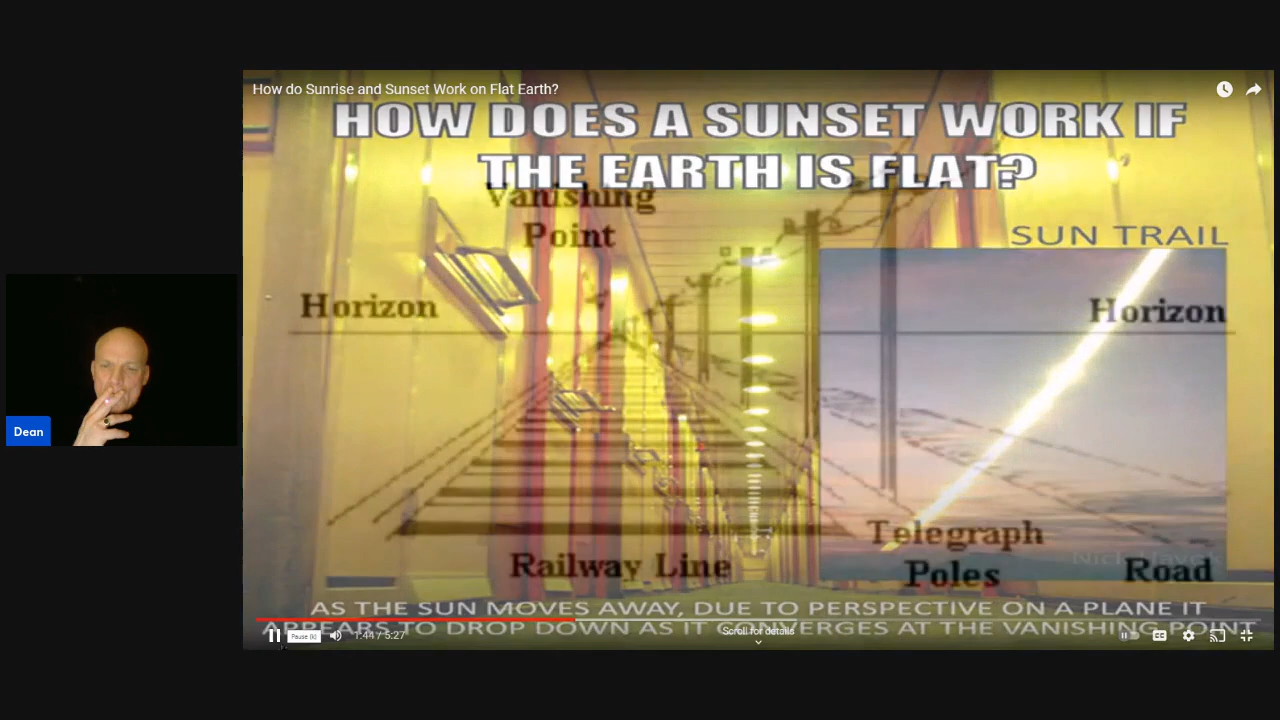 How do Sunrise and Sunset Work on Flat Earth?
HOW DOES A SUNSET WORK IF
THE EARTH IS FLAT?
Vanishing
Point
SUN TRAIL
Horizon
Horizon
Dean
Telegraph
Poles
Railway Line
Road
AS THE SUN MOVES AWAY, DUE TO PERSPECTIVE ON A PLANE IT
APPEARS TO DROP DOWN AS IT CONVERGES AT THE VANISHING POINT
Pause (k)
1:44 / 5:27
Scroll for details
CC